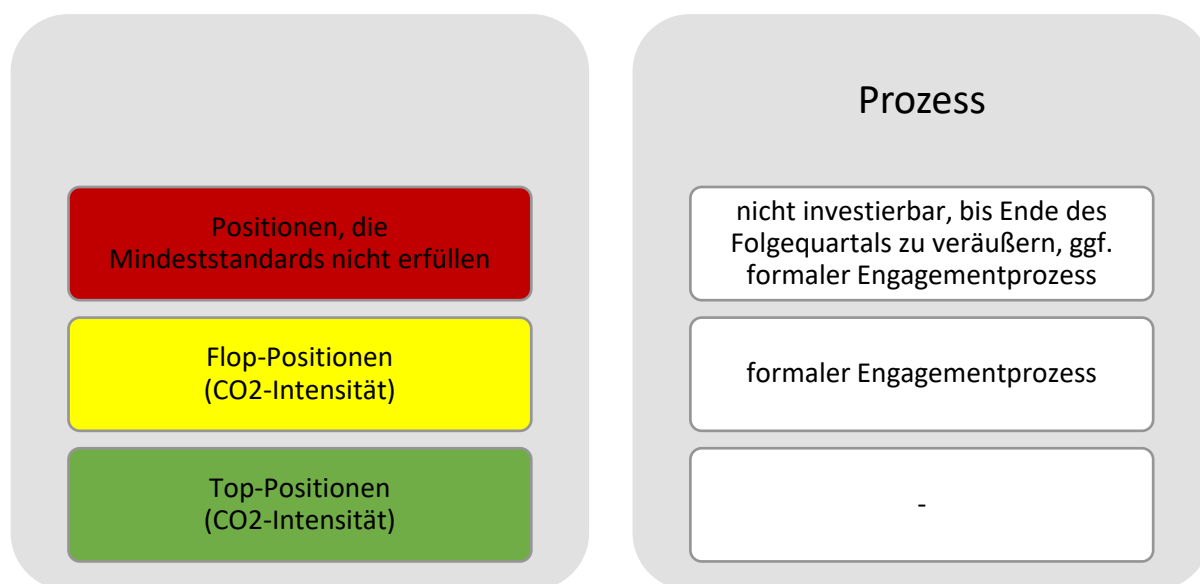 Prozess
Positionen, die
Mindeststandards nicht erfüllen
nicht investierbar, bis Ende des
Folgequartals zu veräußern, ggf.
formaler Engagementprozess
Flop-Positionen
(CO2-Intensität)
formaler Engagementprozess
Top-Positionen
(CO2-Intensität)
-